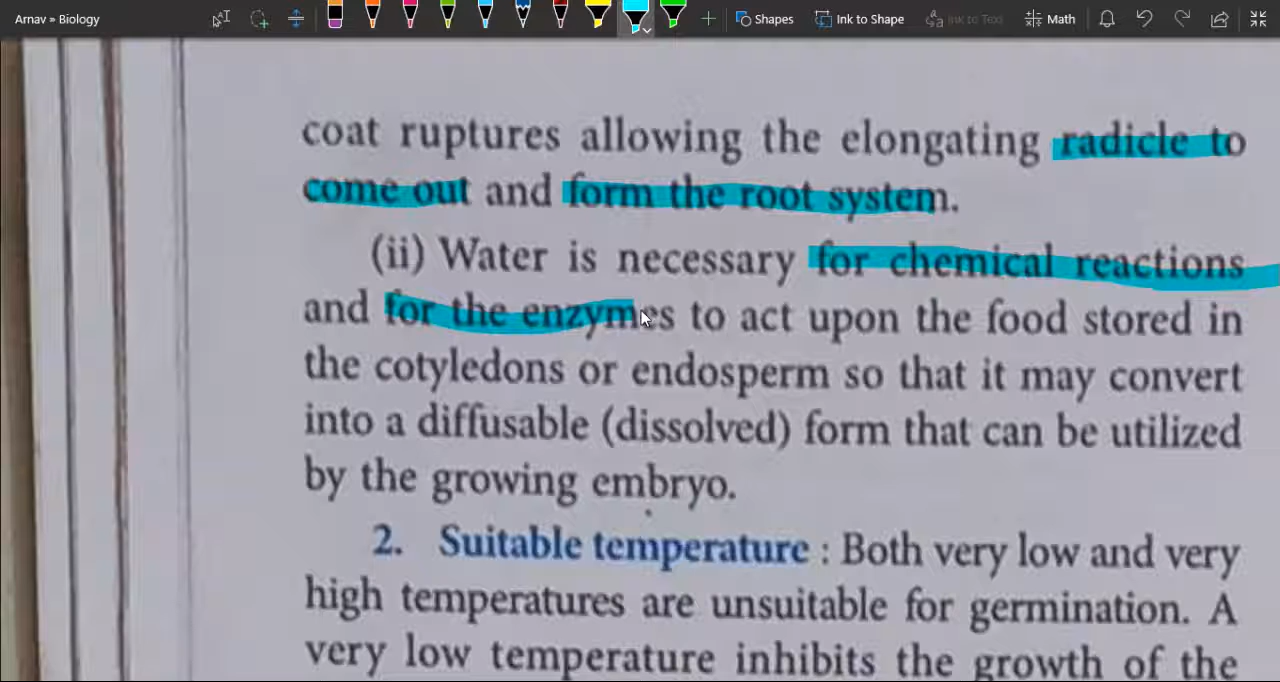 Arnav » Biology
Shapes
Ink to Shape
Ink to Text
Math
coat ruptures allowing the elongating radicle to
come out and form the root system.
(ii) Water is necessary for chemical reactions
and for the enzymes to act upon the food stored in
the cotyledons or endosperm so that it may convert
into a diffusable (dissolved) form that can be utilized
by the growing embryo.
2. Suitable temperature : Both very low and very
high temperatures are unsuitable for germination. A
very low temperature inhibits the growth of the